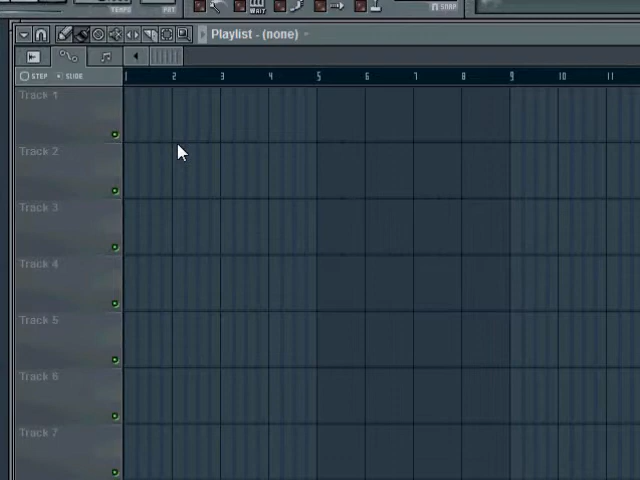 TEMPO PAT WAIT SNAP
Playlist - (none)
STEP SLIDE
1 2 3 4 5 6 7 8 9 10 11
Track 1
Track 2
Track 3
Track 4
Track 5
Track 6
Track 7